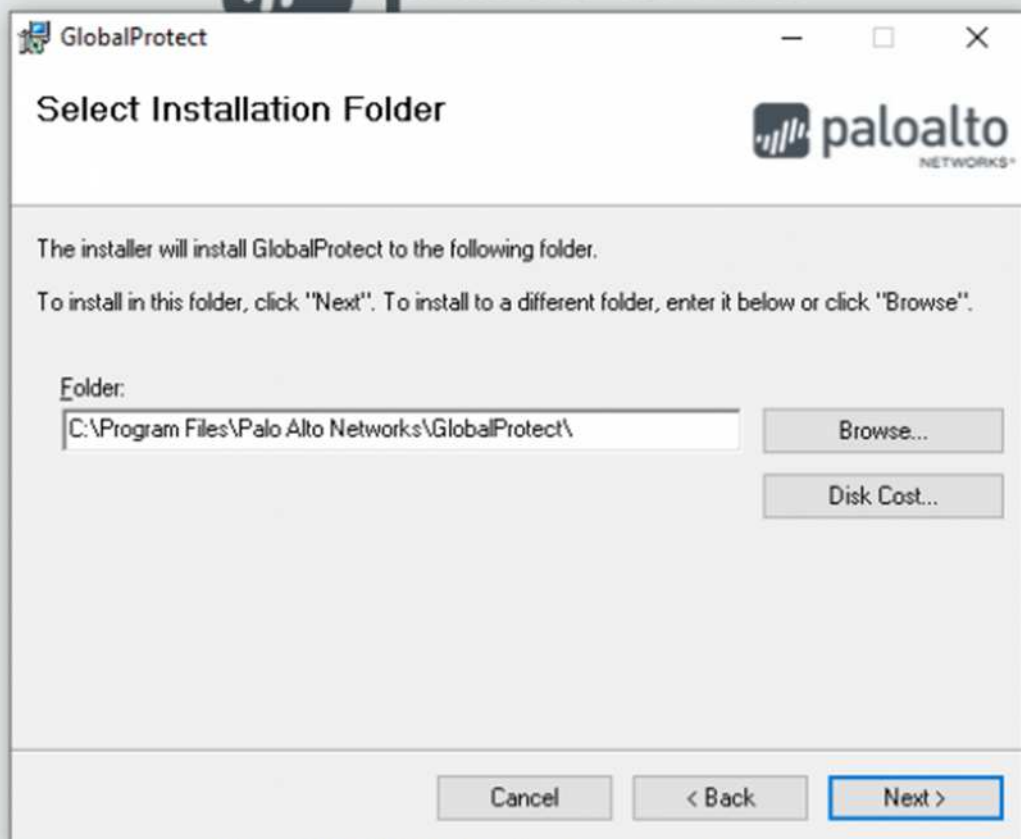 GlobalProtect
Select Installation Folder
paloalto
NETWORKS
The installer will install GlobalProtect to the following folder.
To install in this folder, click "Next". To install to a different folder, enter it below or click "Browse".
Folder:
C:\Program Files\Palo Alto Networks\GlobalProtect\
Browse...
Disk Cost...
Cancel
< Back
Next >